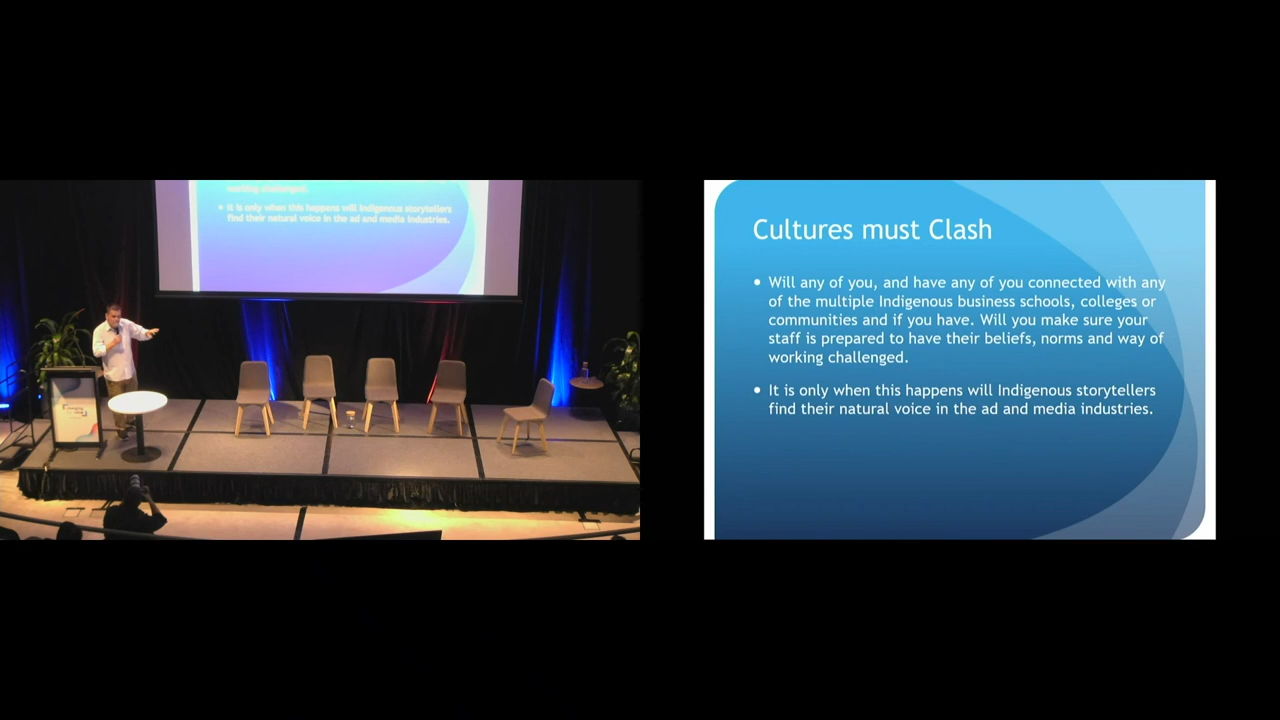 working challenged.
It is only when this happens will Indigenous storytellers
find their natural voice in the ad and media industries.
Cultures must Clash
Will any of you, and have any of you connected with any
of the multiple Indigenous business schools, colleges or
communities and if you have. Will you make sure your
staff is prepared to have their beliefs, norms and way of
working challenged.
It is only when this happens will Indigenous storytellers
find their natural voice in the ad and media industries.